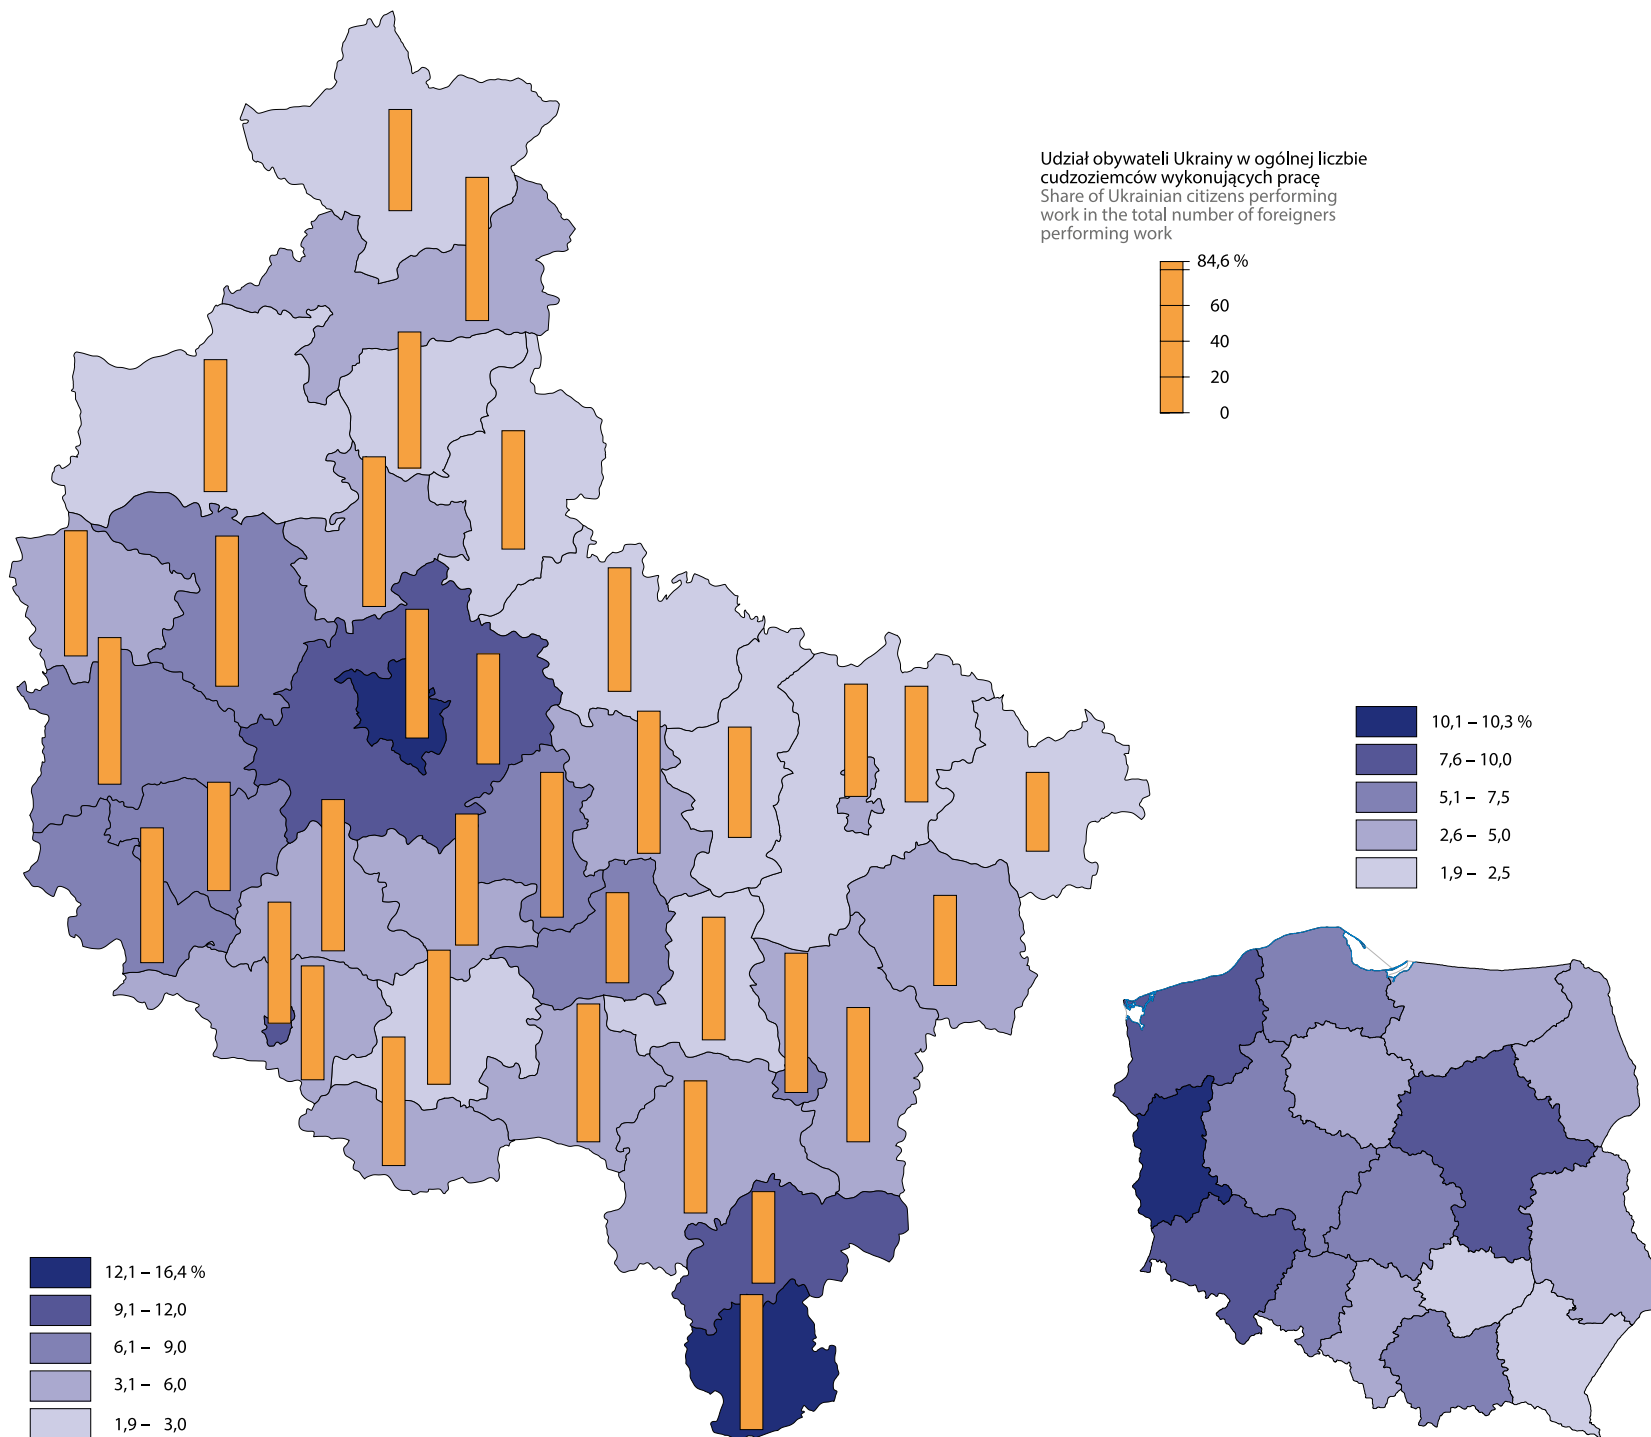 Udział obywateli Ukrainy w ogólnej liczbie
cudzoziemców wykonujących pracę
Share of Ukrainian citizens performing
work in the total number of foreigners
performing work
84,6 %
60
40
20
0
10,1 – 10,3 %
7,6 – 10,0
5,1 – 7,5
2,6 – 5,0
1,9 – 2,5
12,1 – 16,4 %
9,1 – 12,0
6,1 – 9,0
3,1 – 6,0
1,9 – 3,0